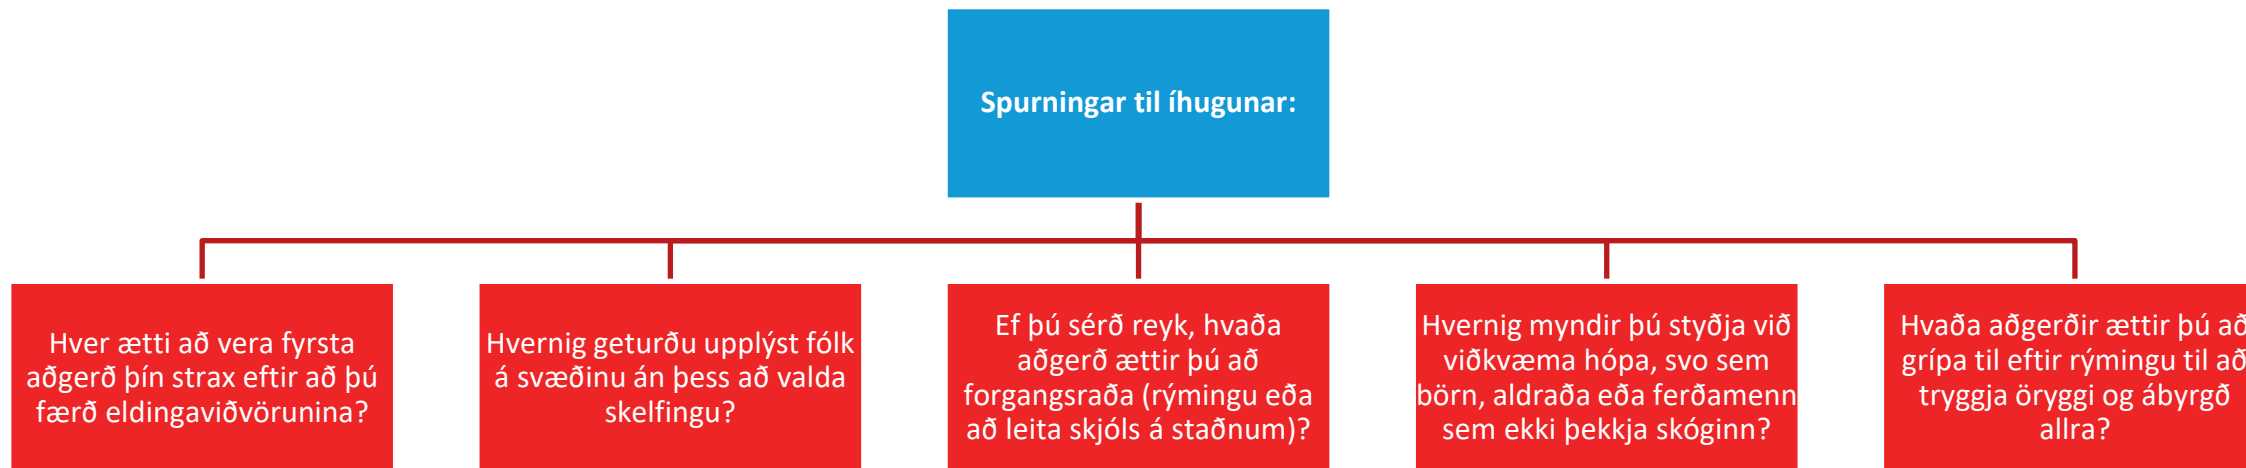 Spurningar til íhugunar:
Hver ætti að vera fyrsta
aðgerð þín strax eftir að þú
færð eldingaviðvörunina?
Hvernig geturðu upplýst fólk
á svæðinu án þess að valda
skelfingu?
Ef þú sérð reyk, hvaða
aðgerð ættir þú að
forgangsraða (rýmingu eða
að leita skjóls á staðnum)?
Hvernig myndir þú styðja við
viðkvæma hópa, svo sem
börn, aldraða eða ferðamenn
sem ekki þekkja skóginn?
Hvaða aðgerðir ættir þú að
grípa til eftir rýmingu til að
tryggja öryggi og ábyrgð
allra?